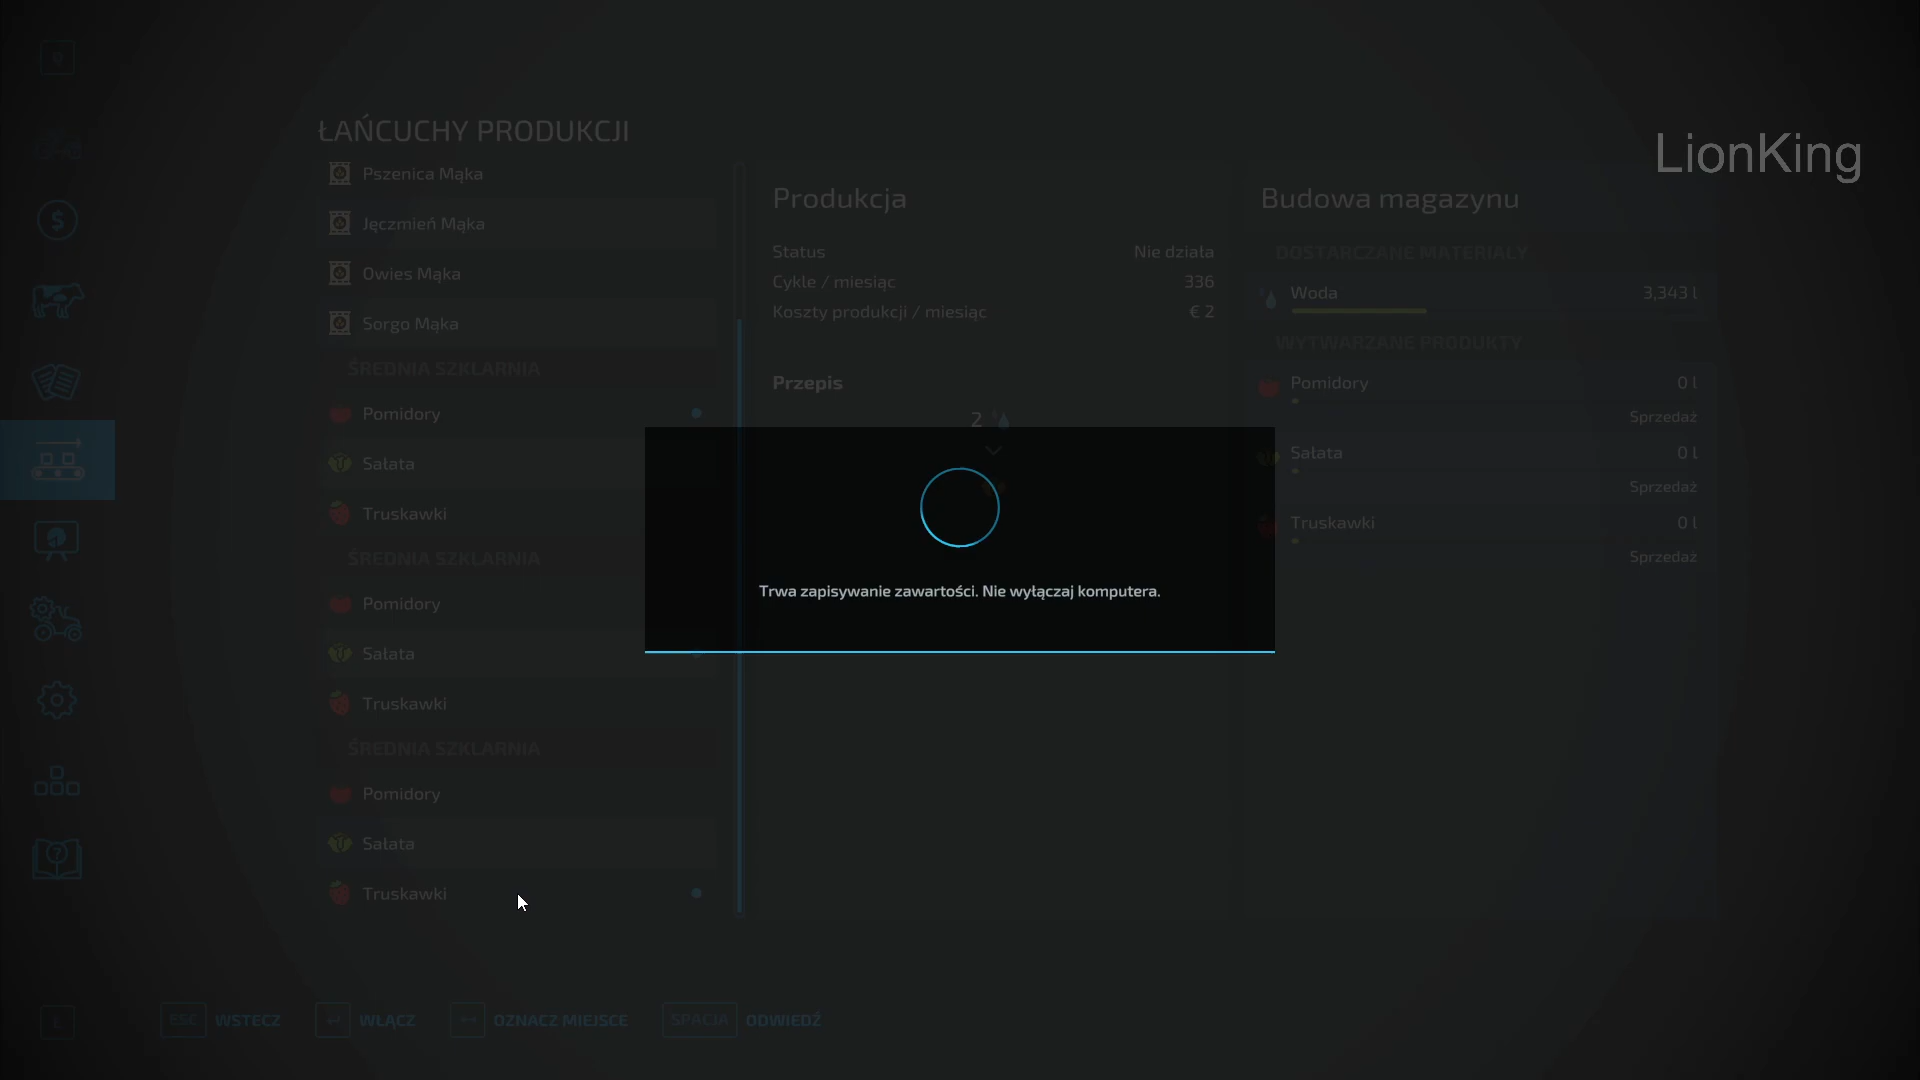 ŁAŃCUCHY PRODUKCJI
LionKing
Pszenica Mąka
Jęczmień Mąka
Owies Mąka
Sorgo Mąka
ŚREDNIA SZKLARNIA
Pomidory
Sałata
Truskawki
ŚREDNIA SZKLARNIA
Pomidory
Sałata
Truskawki
ŚREDNIA SZKLARNIA
Pomidory
Sałata
Truskawki
Produkcja
Status Nie działa
Cykle / miesiąc 336
Koszty produkcji / miesiąc € 2
Przepis
2
Trwa zapisywanie zawartości. Nie wyłączaj komputera.
Budowa magazynu
DOSTARCZANE MATERIAŁY
Woda 3,343 l
WYTWARZANE PRODUKTY
Pomidory 0 l
Sprzedaż
Sałata 0 l
Sprzedaż
Truskawki 0 l
Sprzedaż
ESC WSTECZ WŁĄCZ OZNACZ MIEJSCE SPACJA ODWIEDŹ